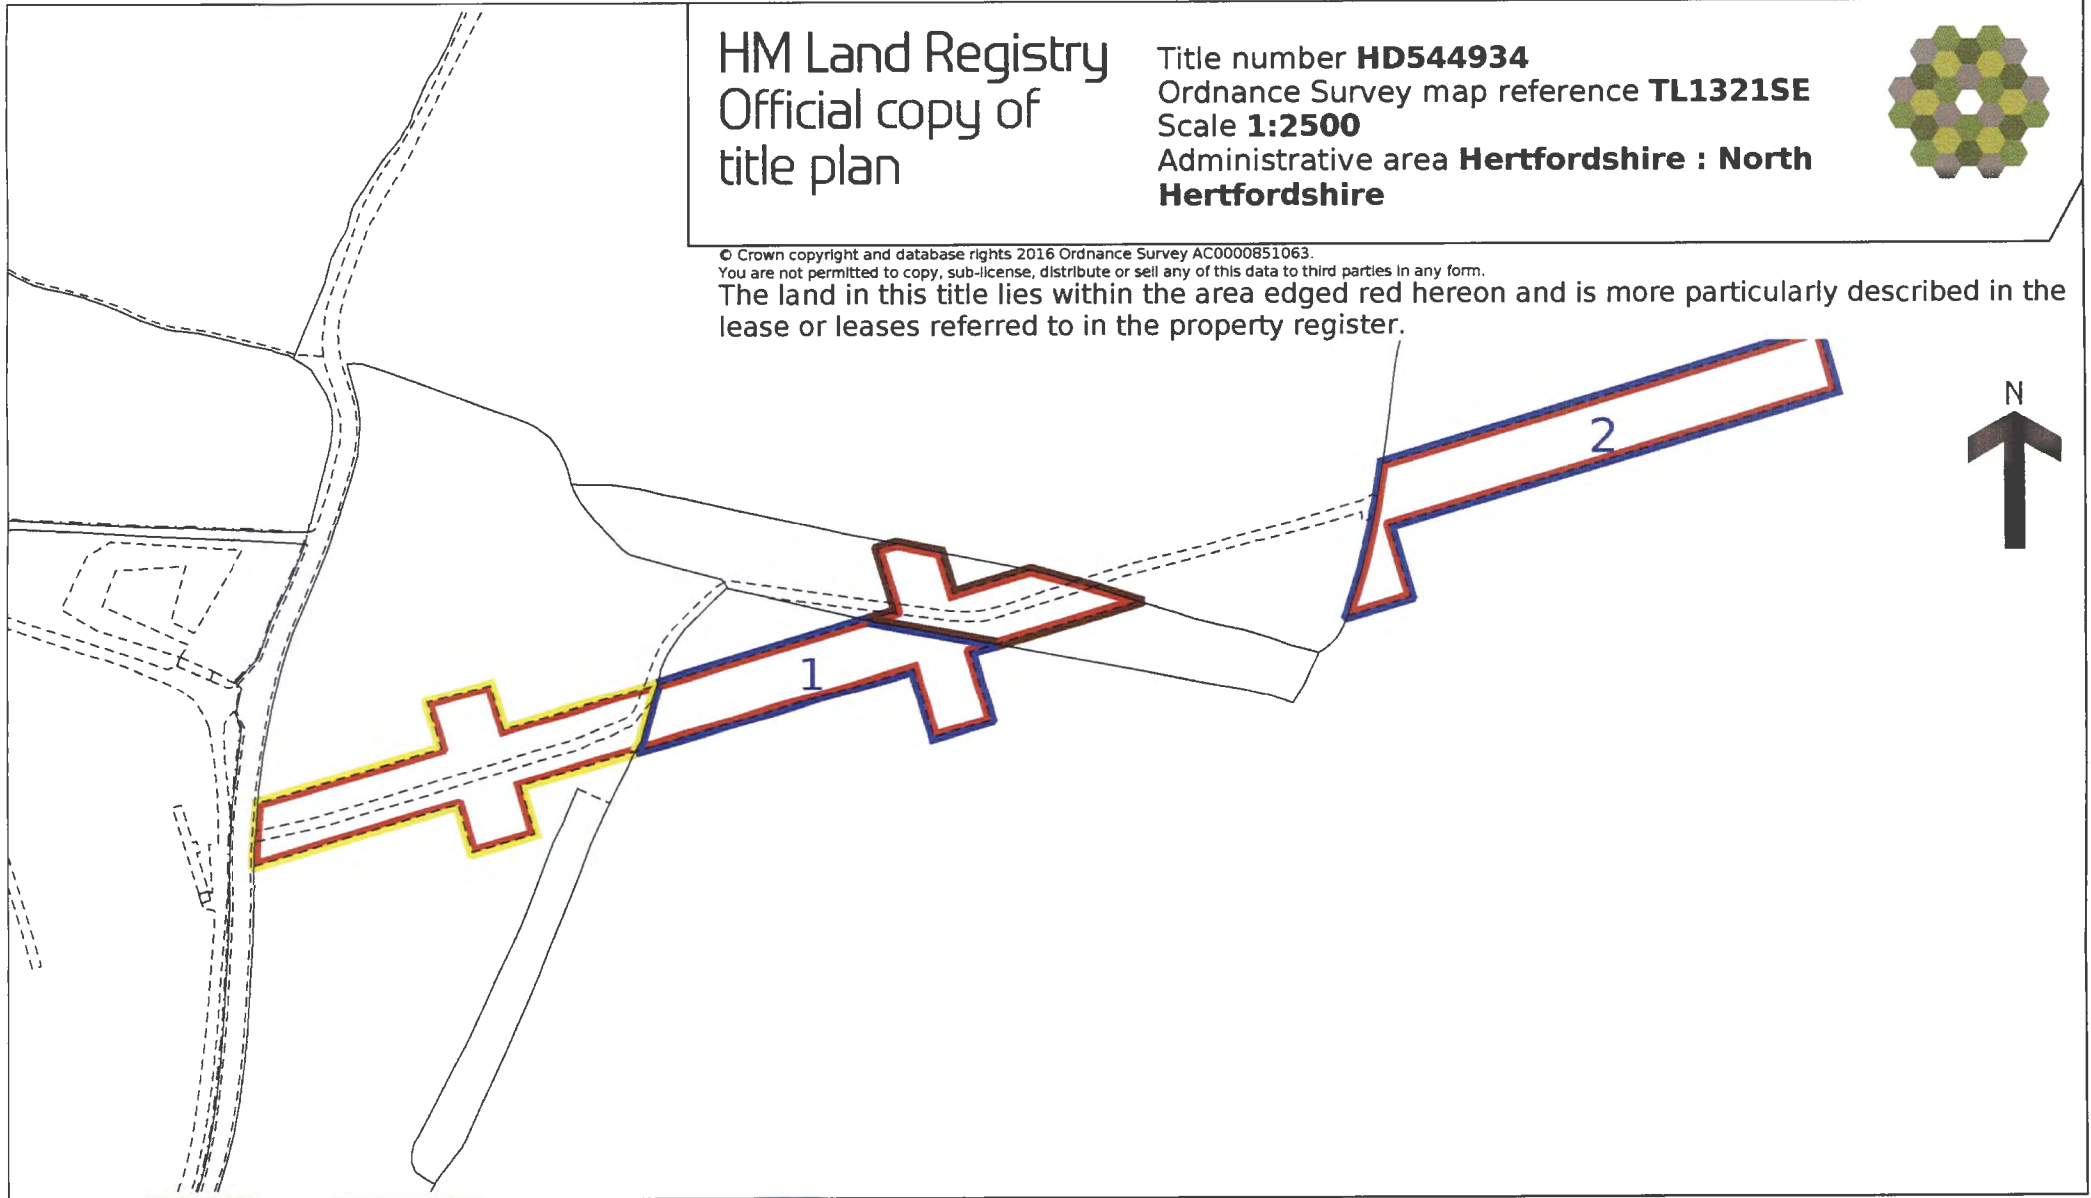 HM Land Registry
Official copy of
title plan
Title number HD544934
Ordnance Survey map reference TL1321SE
Scale 1:2500
Administrative area Hertfordshire : North
Hertfordshire
© Crown copyright and database rights 2016 Ordnance Survey AC0000851063.
You are not permitted to copy, sub-license, distribute or sell any of this data to third parties in any form.
The land in this title lies within the area edged red hereon and is more particularly described in the
lease or leases referred to in the property register.
N
2
1